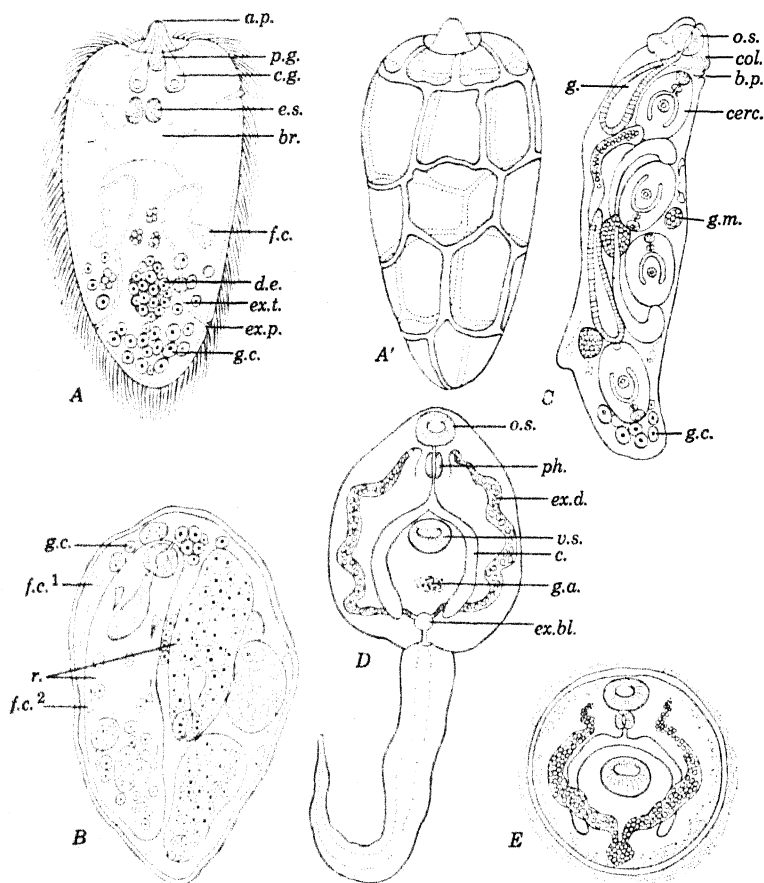 a.p.
p.g.
c.g.
e.s.
br.
f.c.
d.e.
ex.t.
ex.p.
g.c.
A
A'
o.s.
col.
b.p.
g.
cerc.
g.m.
g.c.
C
g.c.
f.c.1
r.
f.c.2
B
o.s.
ph.
ex.d.
v.s.
c.
g.a.
ex.bl.
D
E